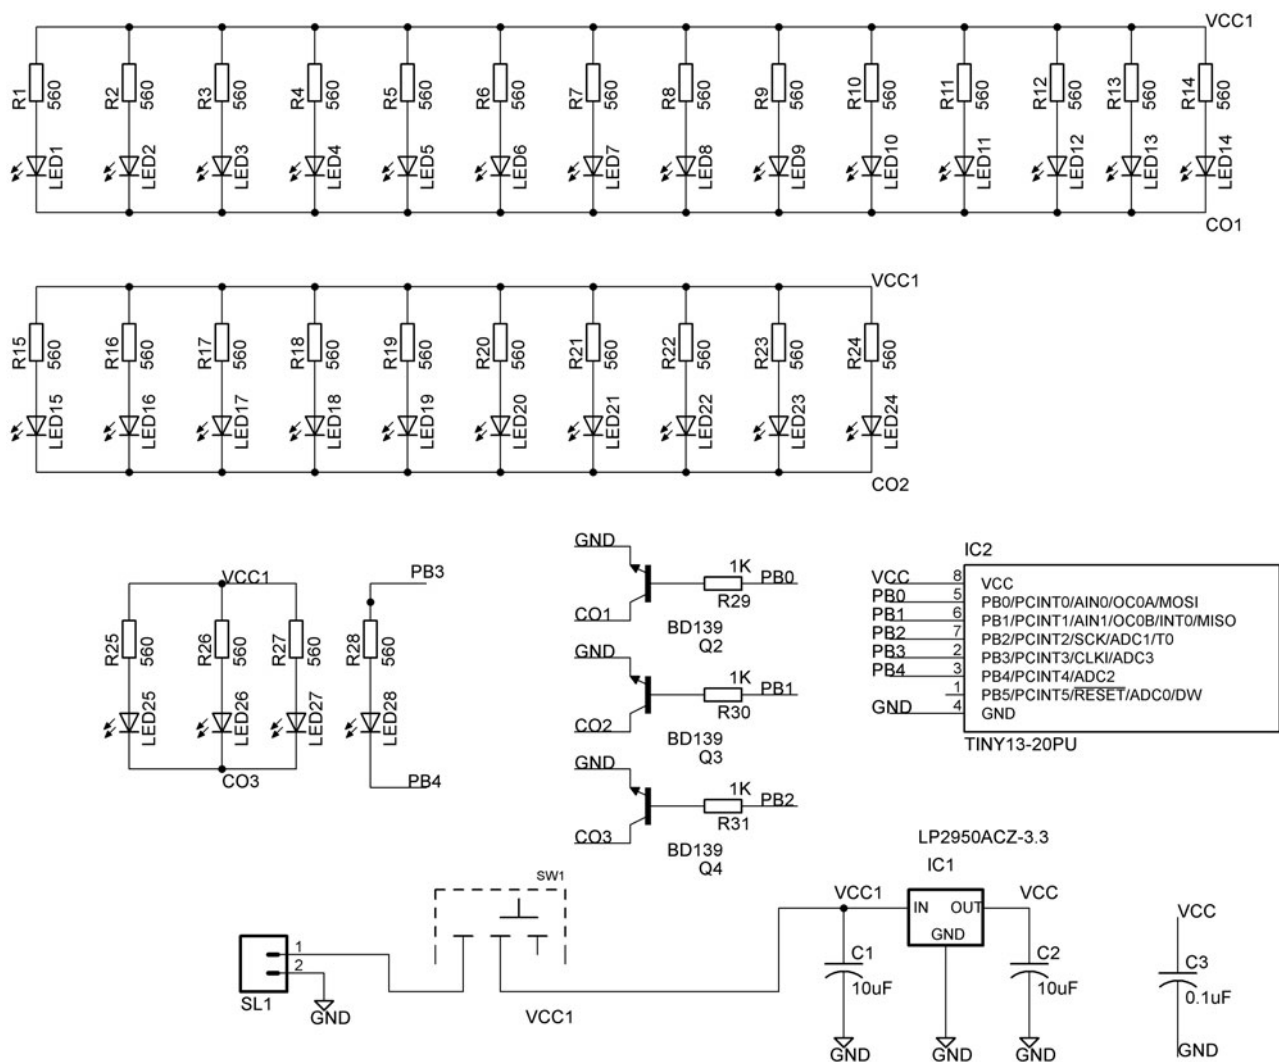 VCC1
R1 560 R2 560 R3 560 R4 560 R5 560 R6 560 R7 560 R8 560 R9 560 R10 560 R11 560 R12 560 R13 560 R14 560
LED1 LED2 LED3 LED4 LED5 LED6 LED7 LED8 LED9 LED10 LED11 LED12 LED13 LED14
CO1
VCC1
R15 560 R16 560 R17 560 R18 560 R19 560 R20 560 R21 560 R22 560 R23 560 R24 560
LED15 LED16 LED17 LED18 LED19 LED20 LED21 LED22 LED23 LED24
CO2
VCC1
PB3
R25 560 R26 560 R27 560 R28 560
LED25 LED26 LED27 LED28
CO3
PB4
GND
1K
PB0
CO1
R29
BD139
Q2
GND
1K
PB1
CO2
R30
BD139
Q3
GND
1K
PB2
CO3
R31
BD139
Q4
IC2
VCC 8 VCC
PB0 5 PB0/PCINT0/AIN0/OC0A/MOSI
PB1 6 PB1/PCINT1/AIN1/OC0B/INT0/MISO
PB2 7 PB2/PCINT2/SCK/ADC1/T0
PB3 2 PB3/PCINT3/CLKI/ADC3
PB4 3 PB4/PCINT4/ADC2
1 PB5/PCINT5/RESET/ADC0/DW
GND 4 GND
TINY13-20PU
SW1
1
2
SL1
GND
VCC1
LP2950ACZ-3.3
IC1
VCC1
IN OUT
GND
VCC
C1
10uF
GND
GND
C2
10uF
GND
VCC
C3
0.1uF
GND